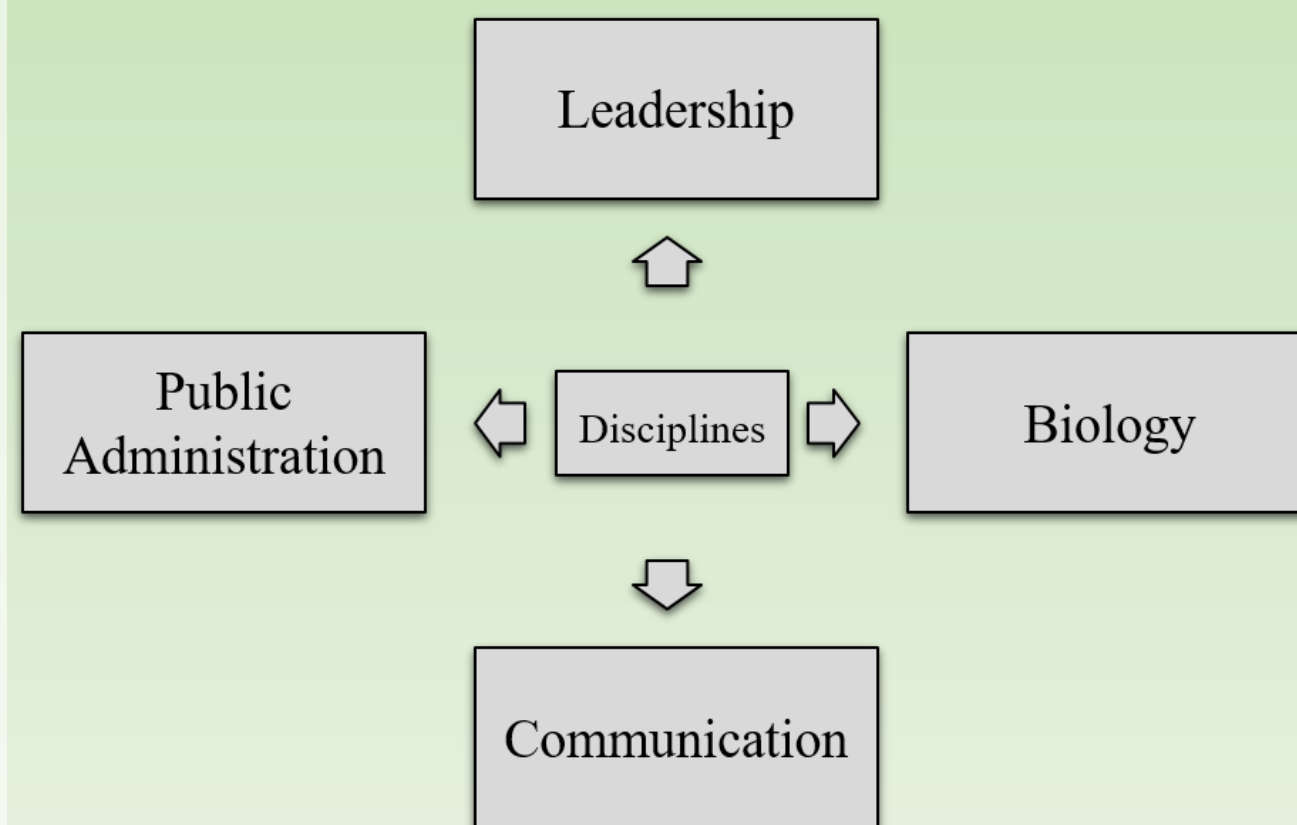 Leadership
Public
Administration
Disciplines
Biology
Communication